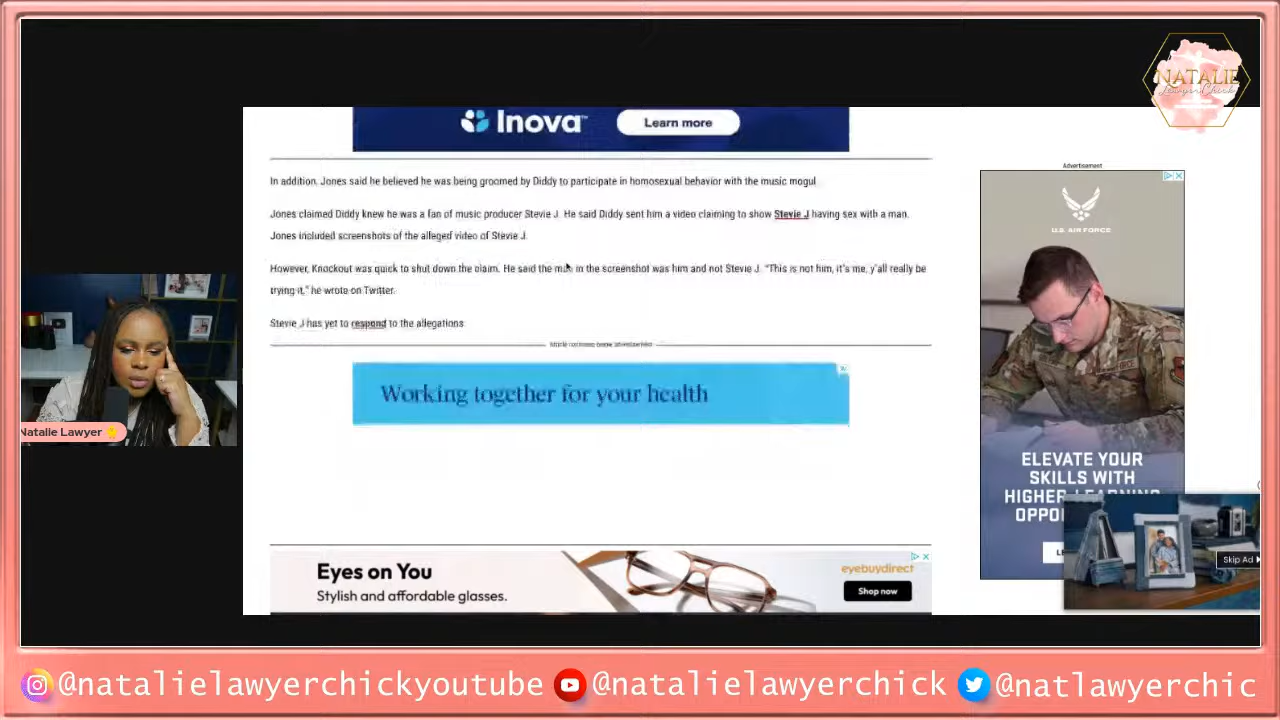 NATALIE
LawyerChick
Inova
Learn more
In addition, Jones said he believed he was being groomed by Diddy to participate in homosexual behavior with the music mogul.
Jones claimed Diddy knew he was a fan of music producer Stevie J. He said Diddy sent him a video claiming to show Stevie J having sex with a man.
Jones included screenshots of the alleged video of Stevie J.
However, Knockout was quick to shut down the claim. He said the man in the screenshot was him and not Stevie J. “This is not him, it's me, y'all really be
trying it,” he wrote on Twitter.
Stevie J has yet to respond to the allegations
Article continues below advertisement
Working together for your health
Eyes on You
Stylish and affordable glasses.
eyebuydirect
Shop now
Advertisement
U.S. AIR FORCE
ELEVATE YOUR
SKILLS WITH
HIGHER LEARNING
OPPO
Skip Ad
Natalie Lawyer
@natalielawyerchickyoutube
@natalielawyerchick
@natlawyerchic